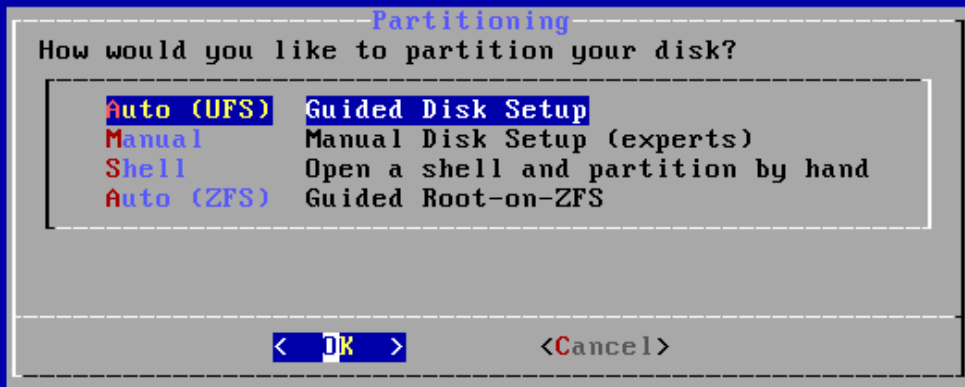 Partitioning
How would you like to partition your disk?
Auto (UFS) Guided Disk Setup
Manual Manual Disk Setup (experts)
Shell Open a shell and partition by hand
Auto (ZFS) Guided Root-on-ZFS
< OK > <Cancel>